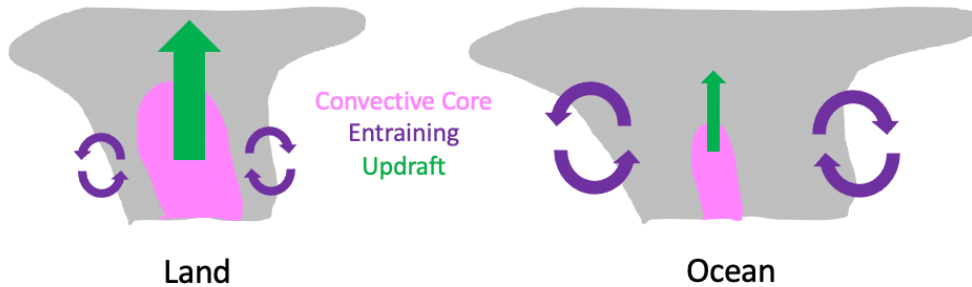 Convective Core
Entraining
Updraft
Land
Ocean